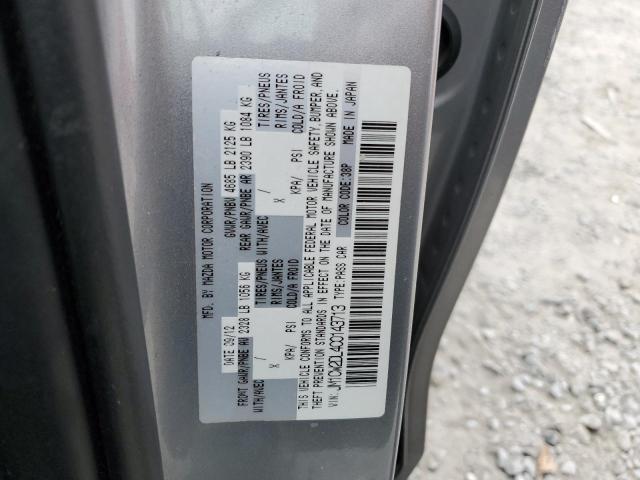 MFD. BY MAZDA MOTOR CORPORATION
DATE 09/12 GVWR/PNBV 4685 LB 2125 KG
FRONT GAWR/PNBE AV 2328 LB 1056 KG REAR GAWR/PNBE AR 2390 LB 1084 KG
WITH/AVEC TIRES/PNEUS WITH/AVEC TIRES/PNEUS
/ RIMS/JANTES / RIMS/JANTES
X X
KPA/ PSI COLD/A FROID KPA/ PSI COLD/A FROID
THIS VEHICLE CONFORMS TO ALL APPLICABLE FEDERAL MOTOR VEHICLE SAFETY, BUMPER, AND
THEFT PREVENTION STANDARDS IN EFFECT ON THE DATE OF MANUFACTURE SHOWN ABOVE.
VIN: JM1CW2DL4C0143713 TYPE:PASS CAR COLOR CODE:38P MADE IN JAPAN